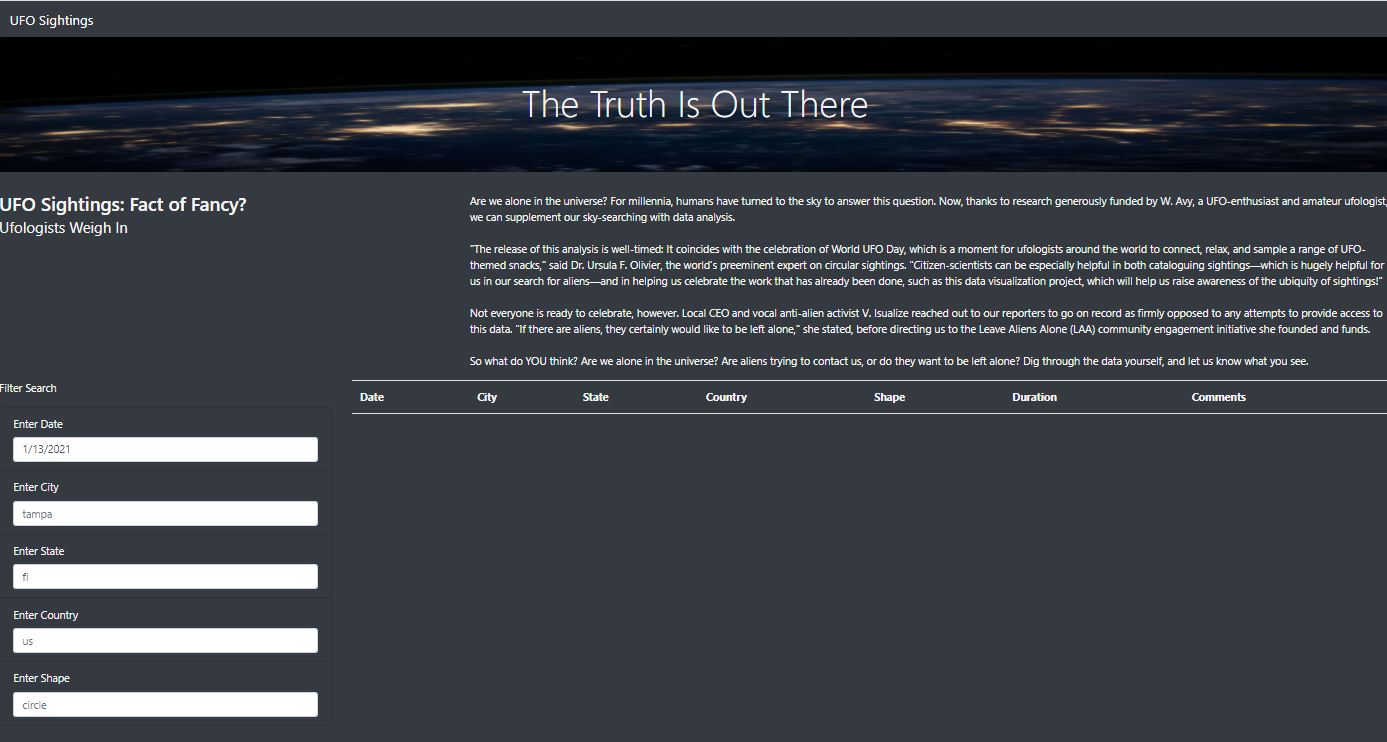 UFO Sightings
The Truth Is Out There
UFO Sightings: Fact of Fancy?
Ufologists Weigh In
Are we alone in the universe? For millennia, humans have turned to the sky to answer this question. Now, thanks to research generously funded by W. Avy, a UFO-enthusiast and amateur ufologist,
we can supplement our sky-searching with data analysis.
"The release of this analysis is well-timed: It coincides with the celebration of World UFO Day, which is a moment for ufologists around the world to connect, relax, and sample a range of UFO-
themed snacks," said Dr. Ursula F. Olivier, the world's preeminent expert on circular sightings. "Citizen-scientists can be especially helpful in both cataloguing sightings—which is hugely helpful for
us in our search for aliens—and in helping us celebrate the work that has already been done, such as this data visualization project, which will help us raise awareness of the ubiquity of sightings!"
Not everyone is ready to celebrate, however. Local CEO and vocal anti-alien activist V. Isualize reached out to our reporters to go on record as firmly opposed to any attempts to provide access to
this data. "If there are aliens, they certainly would like to be left alone," she stated, before directing us to the Leave Aliens Alone (LAA) community engagement initiative she founded and funds.
So what do YOU think? Are we alone in the universe? Are aliens trying to contact us, or do they want to be left alone? Dig through the data yourself, and let us know what you see.
Filter Search
Enter Date
1/13/2021
Enter City
tampa
Enter State
fl
Enter Country
us
Enter Shape
circle
Date City State Country Shape Duration Comments